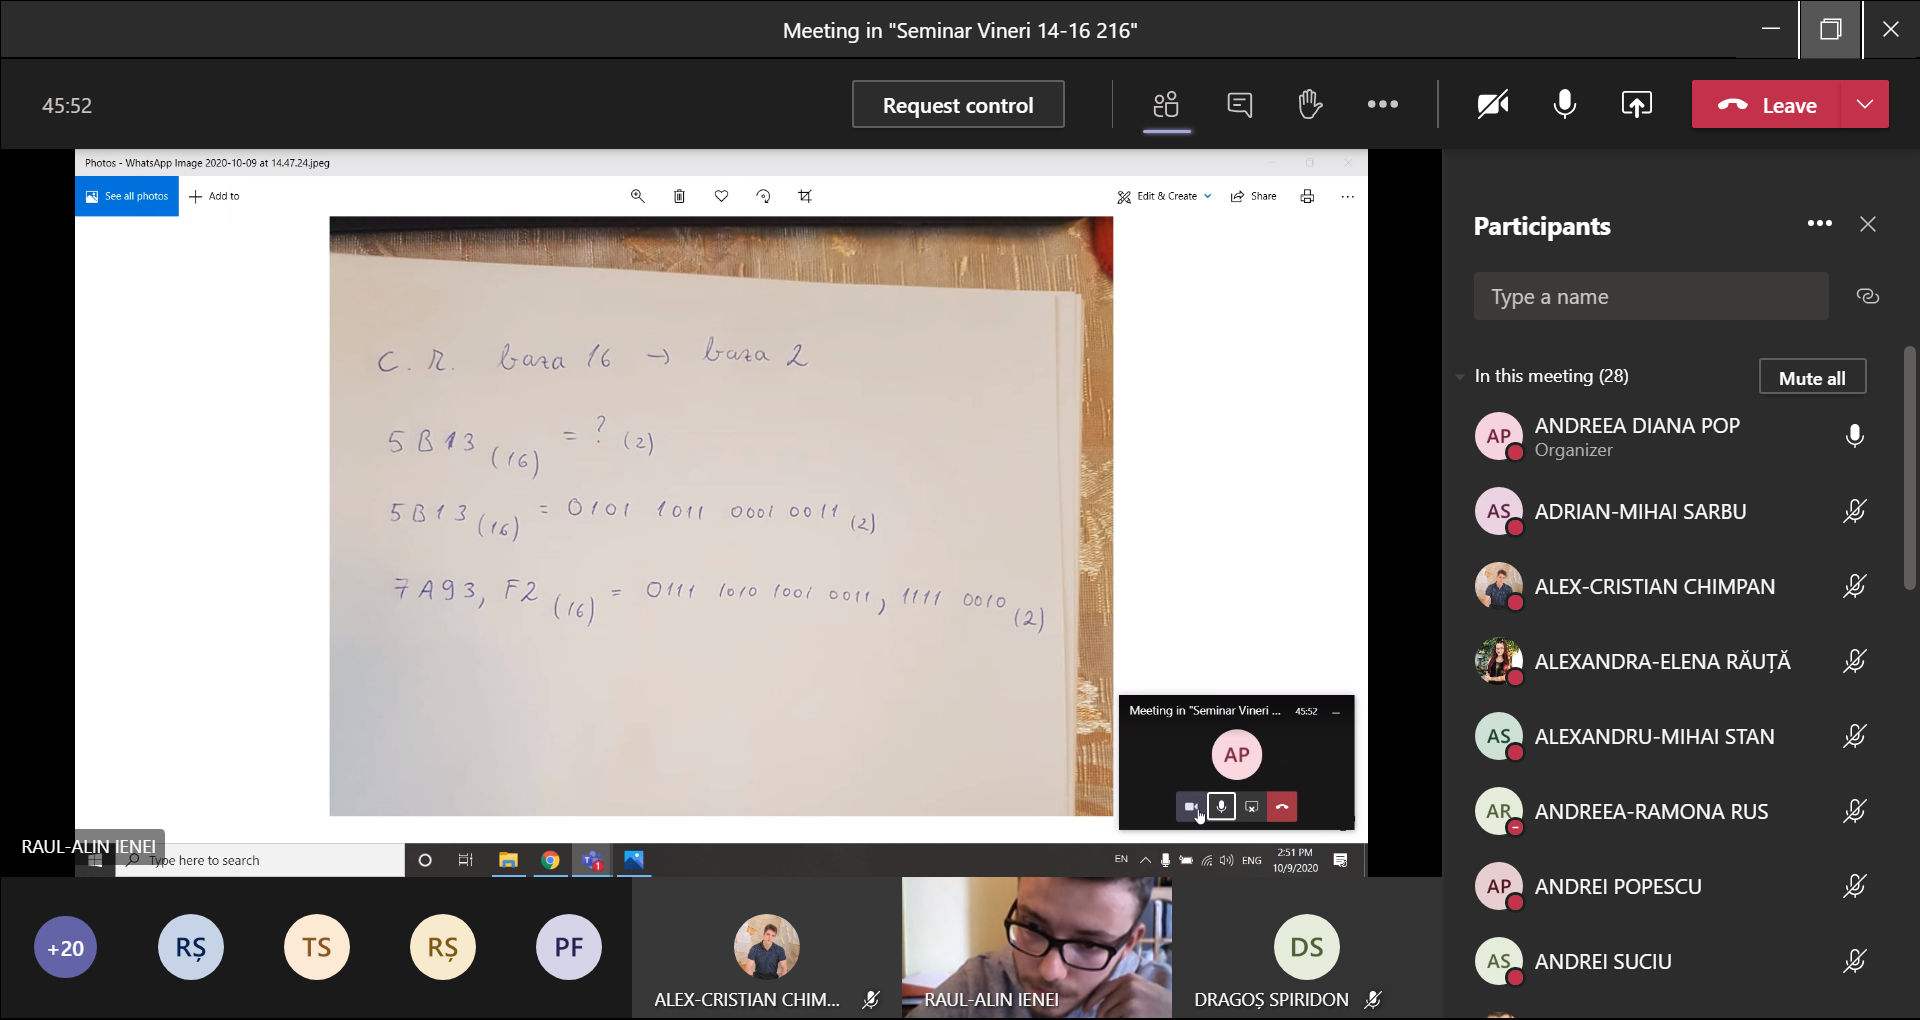 Meeting in "Seminar Vineri 14-16 216"
45:52
Request control
Leave
Photos - WhatsApp Image 2020-10-09 at 14.47.24.jpeg
See all photos
Add to
Edit & Create
Share
C. R. baza 16 → baza 2
5B13 (16) = ? (2)
5B13 (16) = 0101 1011 0001 0011 (2)
7A93, F2 (16) = 0111 1010 1001 0011, 1111 0010 (2)
Meeting in "Seminar Vineri ... 45:52
AP
RAUL-ALIN IENEI
Type here to search
1
EN
ENG
2:51 PM
10/9/2020
+20
RȘ
TS
RȘ
PF
ALEX-CRISTIAN CHIM...
RAUL-ALIN IENEI
DS
DRAGOȘ SPIRIDON
Participants
Type a name
In this meeting (28)
Mute all
AP
ANDREEA DIANA POP
Organizer
AS
ADRIAN-MIHAI SARBU
ALEX-CRISTIAN CHIMPAN
ALEXANDRA-ELENA RĂUȚĂ
AS
ALEXANDRU-MIHAI STAN
AR
ANDREEA-RAMONA RUS
AP
ANDREI POPESCU
AS
ANDREI SUCIU